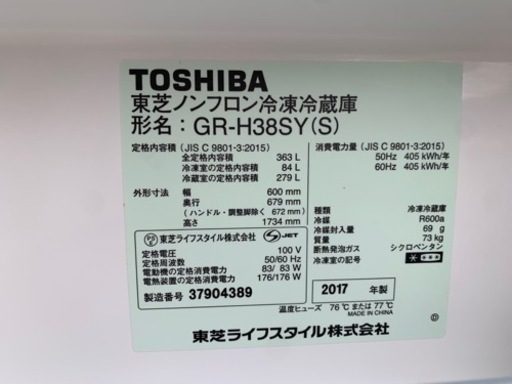 TOSHIBA
東芝ノンフロン冷凍冷蔵庫
形名：GR-H38SY(S)
定格内容積 (JIS C 9801-3:2015)
全定格内容積 363 L
冷凍室の定格内容積 84 L
冷蔵室の定格内容積 279 L
外形寸法 幅 600 mm
奥行 679 mm
(ハンドル・調整脚除く 672 mm)
高さ 1734 mm
東芝ライフスタイル株式会社 JET
定格電圧 100 V
定格周波数 50/60 Hz
電動機の定格消費電力 83/ 83 W
電熱装置の定格消費電力 176/176 W
製造番号 37904389
消費電力量 (JIS C 9801-3:2015)
50Hz 405 kWh/年
60Hz 405 kWh/年
種類 冷凍冷蔵庫
冷媒 R600a
冷媒封入量 69 g
質量 73 kg
断熱発泡ガス シクロペンタン
冷凍室の記号
2017 年製
温度ヒューズ 76 ℃ または 77 ℃
MADE IN CHINA
東芝ライフスタイル株式会社
D